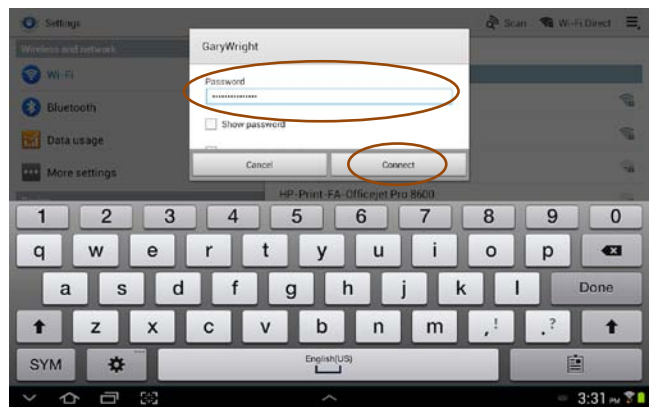 Settings
Scan
Wi-Fi Direct
Wireless and network
GaryWright
Wi-Fi
Password
Bluetooth
Show password
Data usage
Cancel
Connect
More settings
HP-Print-FA-Officejet Pro 8600
1 2 3 4 5 6 7 8 9 0
q w e r t y u i o p
a s d f g h j k l Done
z x c v b n m ,! .?
SYM English(US)
3:31 PM